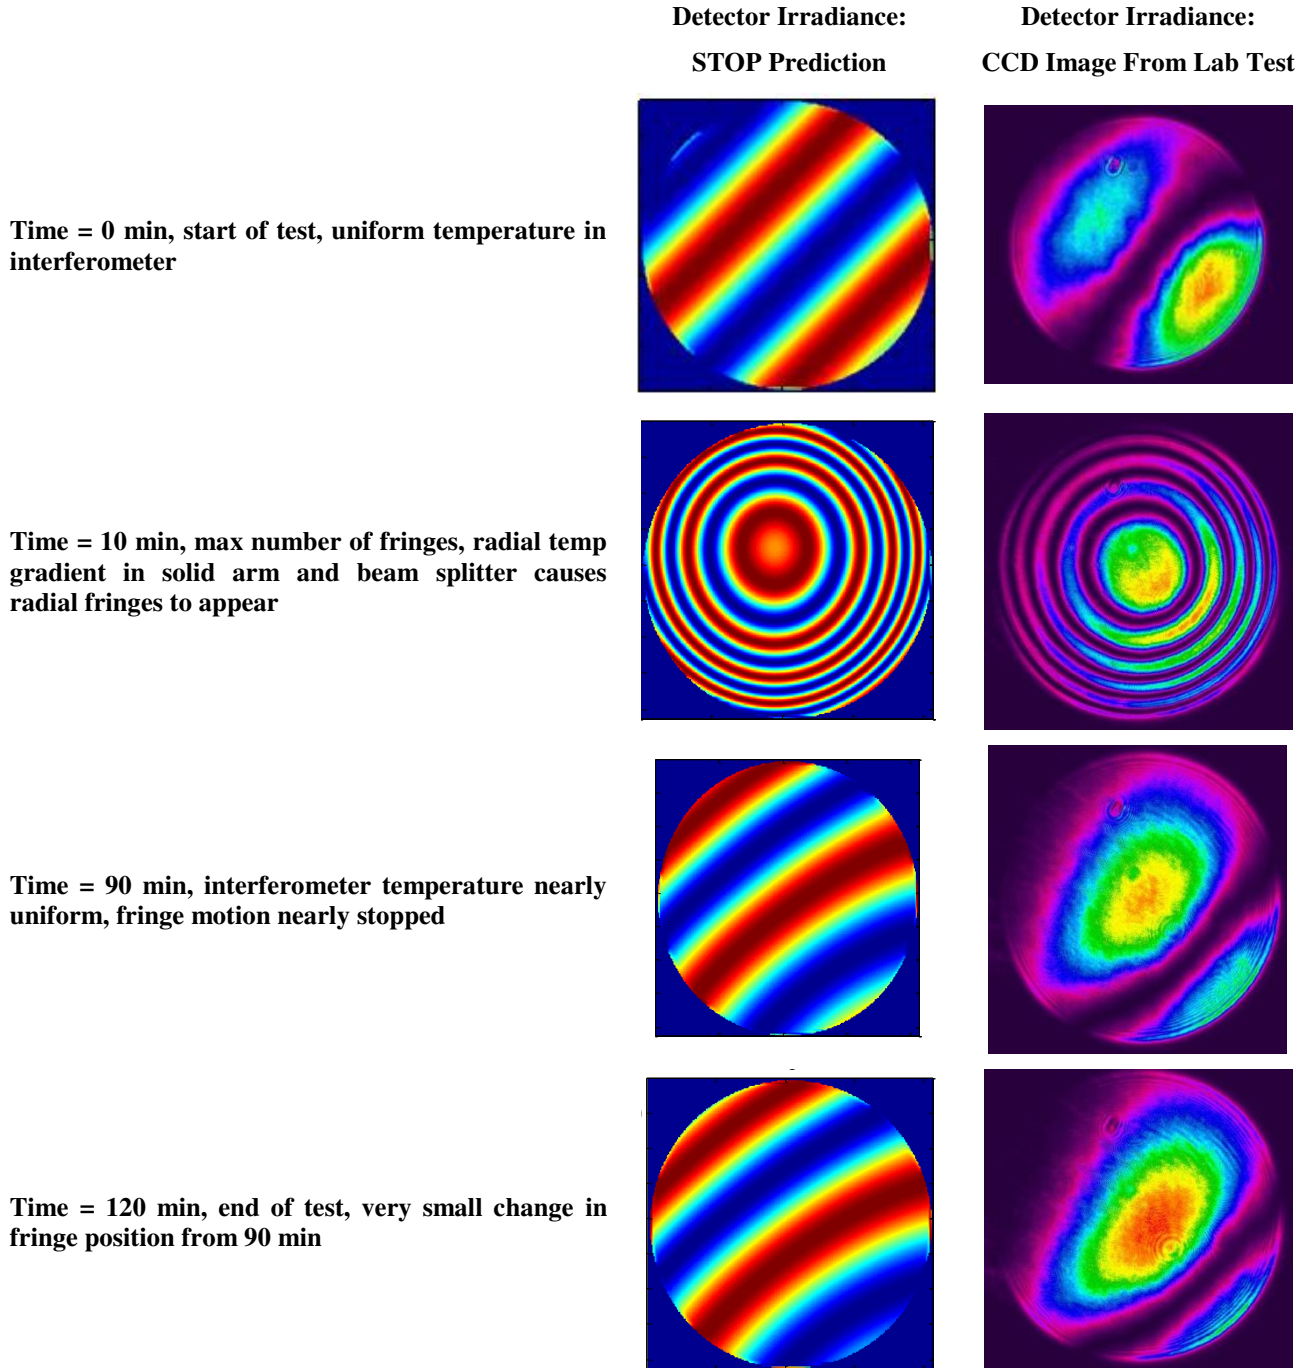 Detector Irradiance:
STOP Prediction
Detector Irradiance:
CCD Image From Lab Test
Time = 0 min, start of test, uniform temperature in
interferometer
Time = 10 min, max number of fringes, radial temp
gradient in solid arm and beam splitter causes
radial fringes to appear
Time = 90 min, interferometer temperature nearly
uniform, fringe motion nearly stopped
Time = 120 min, end of test, very small change in
fringe position from 90 min